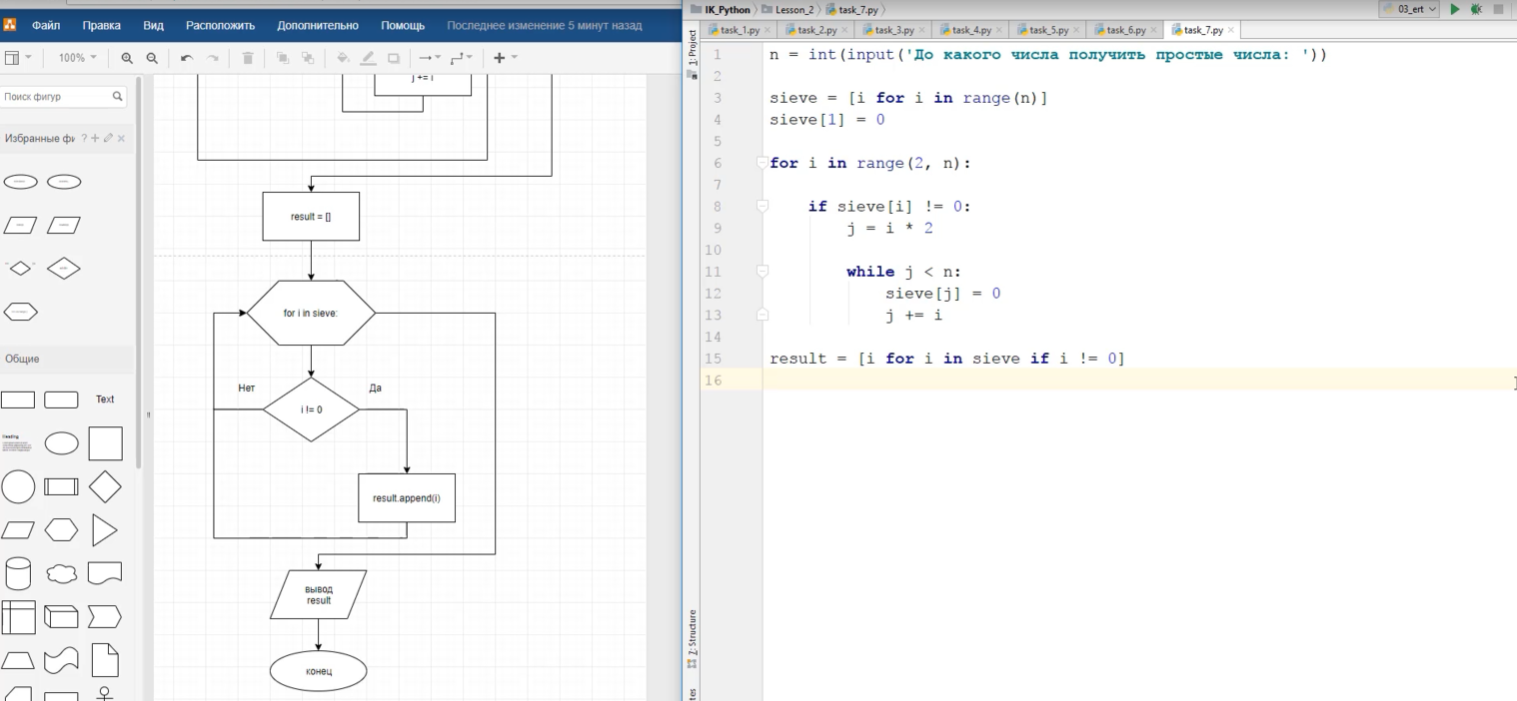 Файл Правка Вид Расположить Дополнительно Помощь Последнее изменение 5 минут назад
100%
Поиск фигур
Избранные фи ? + ×
Общие
Text
Heading
j += i
result = []
for i in sieve:
Нет
Да
i != 0
result.append(i)
вывод
result
конец
IK_Python Lesson_2 task_7.py
03_ert
task_1.py task_2.py task_3.py task_4.py task_5.py task_6.py task_7.py
1: Project
7: Structure
1 n = int(input('До какого числа получить простые числа: '))
2
3 sieve = [i for i in range(n)]
4 sieve[1] = 0
5
6 for i in range(2, n):
7
8 if sieve[i] != 0:
9 j = i * 2
10
11 while j < n:
12 sieve[j] = 0
13 j += i
14
15 result = [i for i in sieve if i != 0]
16